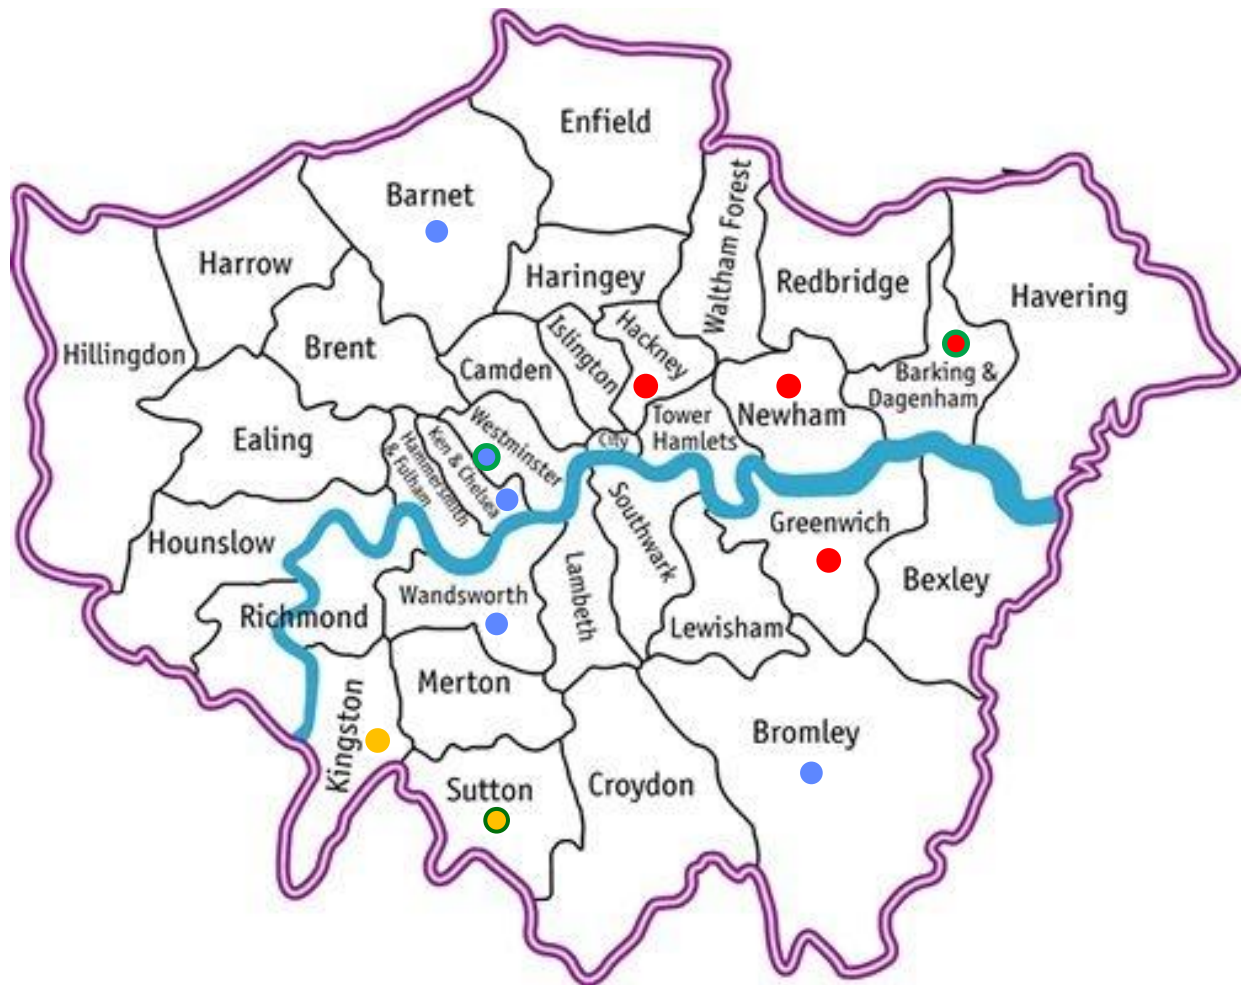 Enfield
Barnet
Waltham Forest
Harrow
Haringey
Redbridge
Havering
Hillingdon
Brent
Camden
Islington
Hackney
Barking &
Dagenham
Ealing
Hammersmith
& Fulham
Ken & Chelsea
Westminster
City
Tower
Hamlets
Newham
Hounslow
Southwark
Greenwich
Bexley
Richmond
Wandsworth
Lambeth
Lewisham
Merton
Kingston
Sutton
Croydon
Bromley